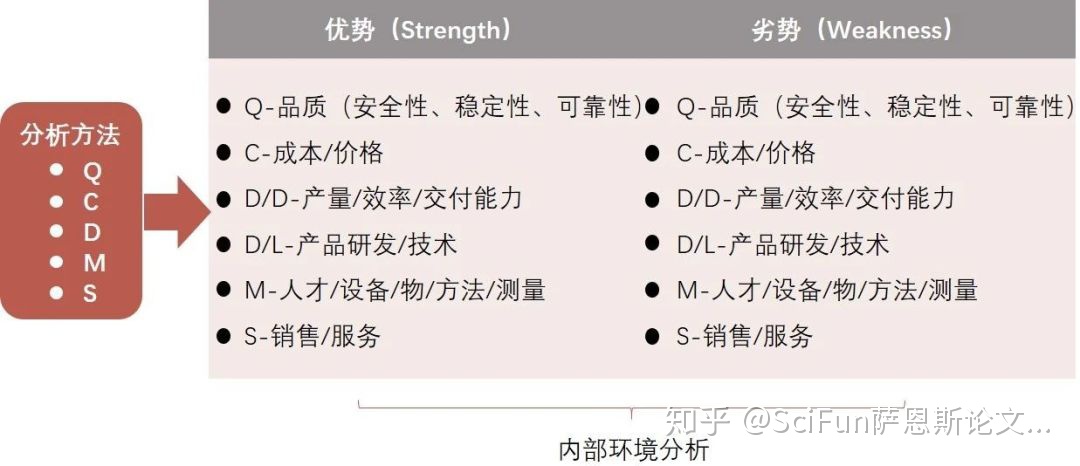 优势（Strength）
劣势（Weakness）
分析方法
Q
C
D
M
S
Q-品质（安全性、稳定性、可靠性）
C-成本/价格
D/D-产量/效率/交付能力
D/L-产品研发/技术
M-人才/设备/物/方法/测量
S-销售/服务
Q-品质（安全性、稳定性、可靠性）
C-成本/价格
D/D-产量/效率/交付能力
D/L-产品研发/技术
M-人才/设备/物/方法/测量
S-销售/服务
内部环境分析
知乎 @SciFun萨恩斯论文...